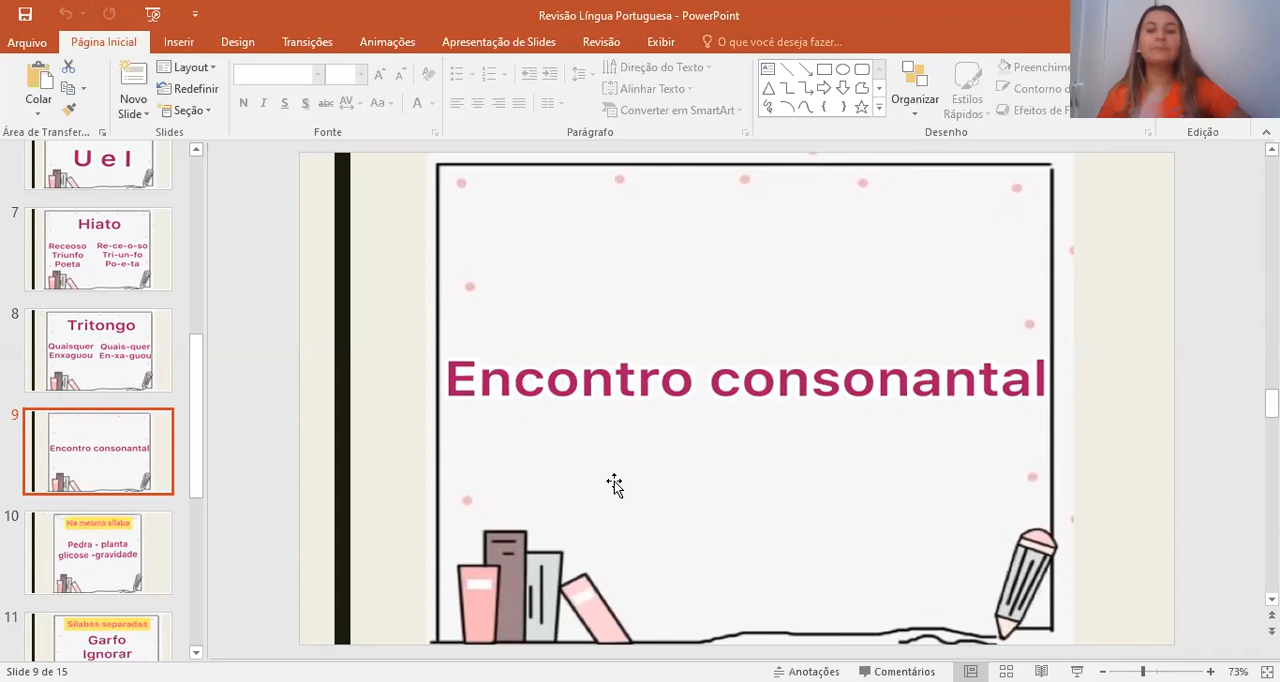 Revisão Língua Portuguesa - PowerPoint
Arquivo
Página Inicial
Inserir
Design
Transições
Animações
Apresentação de Slides
Revisão
Exibir
O que você deseja fazer...
Colar
Novo
Slide
Layout
Redefinir
Seção
N I S S abc AV Aa A
Direção do Texto
Alinhar Texto
Converter em SmartArt
Organizar
Estilos
Rápidos
Preenchime
Contorno d
Efeitos de F
Área de Transfer...
Slides
Fonte
Parágrafo
Desenho
Edição
U e I
7
Hiato
Receoso Re-ce-o-so
Triunfo Tri-un-fo
Poeta Po-e-ta
8
Tritongo
Quaisquer Quais-quer
Enxaguou En-xa-guou
9
Encontro consonantal
10
Na mesma sílaba
Pedra - planta
glicose -gravidade
11
Sílabas separadas
Garfo
Ignorar
Encontro consonantal
Slide 9 de 15
Anotações
Comentários
73%